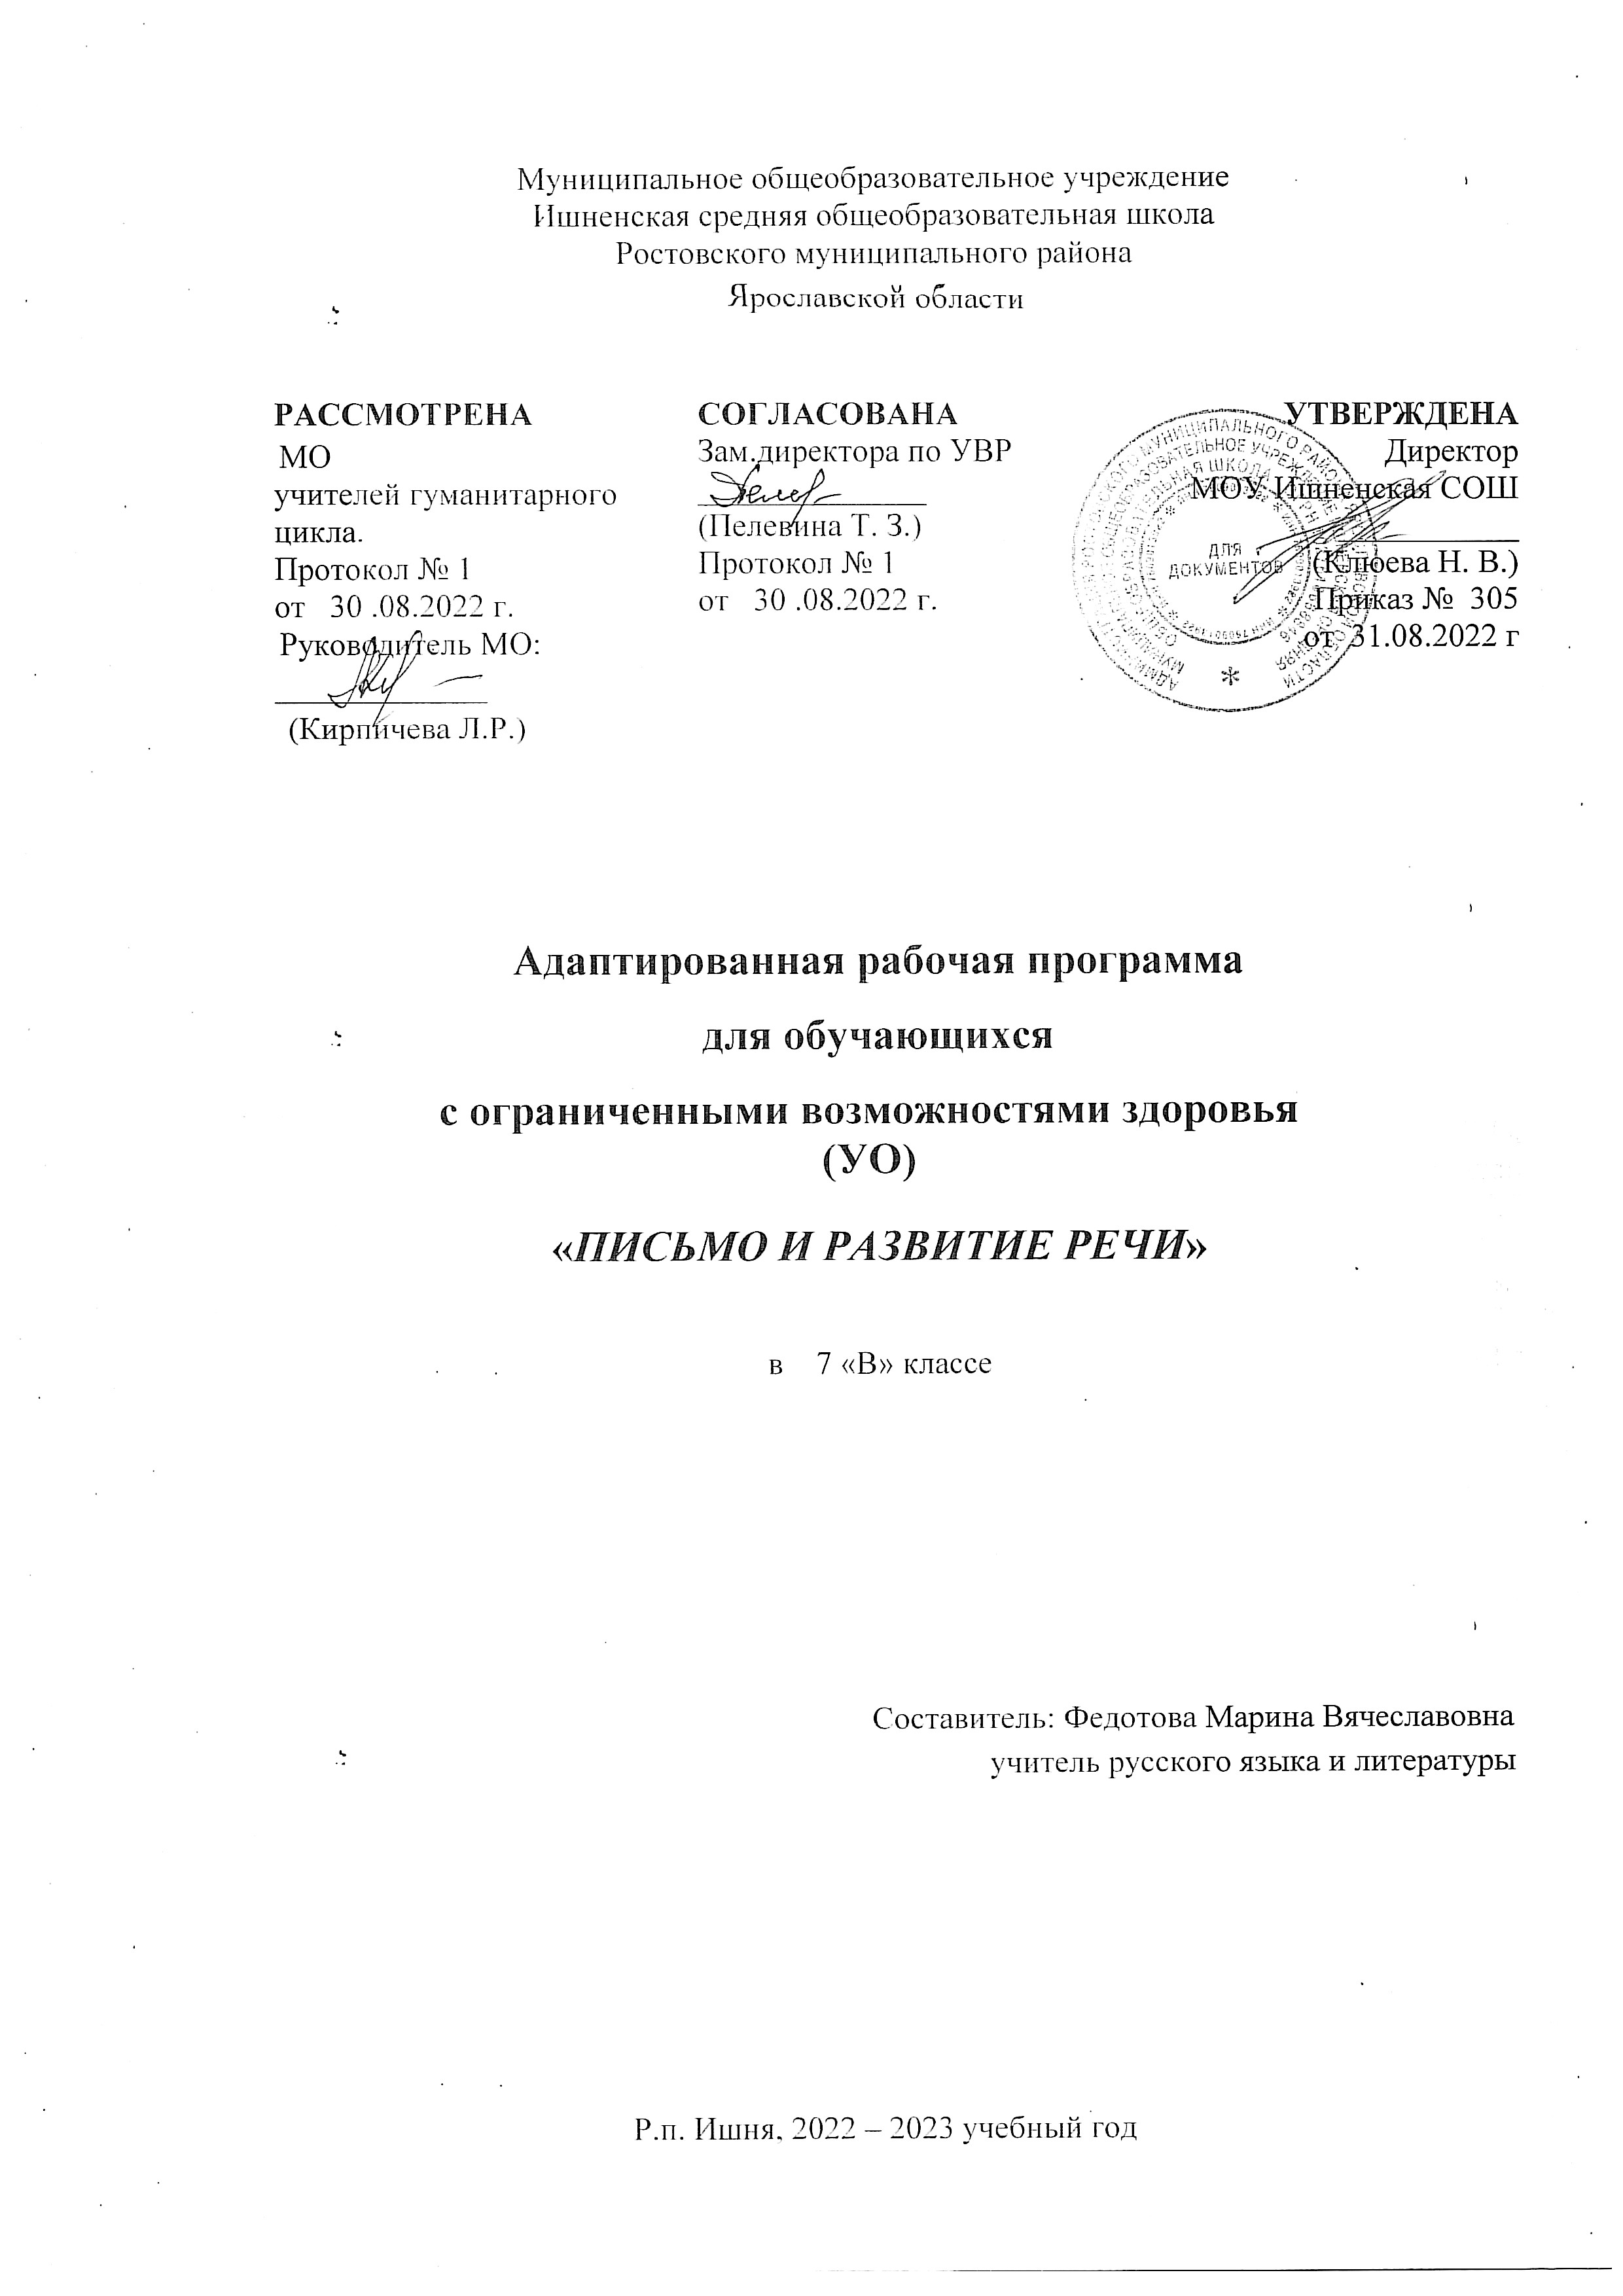 Муниципальное общеобразовательное учреждение
Ишненская средняя общеобразовательная школа
Ростовского муниципального района
Ярославской области
РАССМОТРЕНА
МО
учителей гуманитарного
цикла.
Протокол № 1
от 30 .08.2022 г.
Руководитель МО:
(Кирпичева Л.Р.)
СОГЛАСОВАНА
Зам.директора по УВР
(Пелевина Т. З.)
Протокол № 1
от 30 .08.2022 г.
УТВЕРЖДЕНА
Директор
МОУ Ишненская СОШ
(Клюева Н. В.)
Приказ № 305
от 31.08.2022 г
ДЛЯ
ДОКУМЕНТОВ
Адаптированная рабочая программа
для обучающихся
с ограниченными возможностями здоровья
(УО)
«ПИСЬМО И РАЗВИТИЕ РЕЧИ»
в 7 «В» классе
Составитель: Федотова Марина Вячеславовна
учитель русского языка и литературы
Р.п. Ишня, 2022 – 2023 учебный год